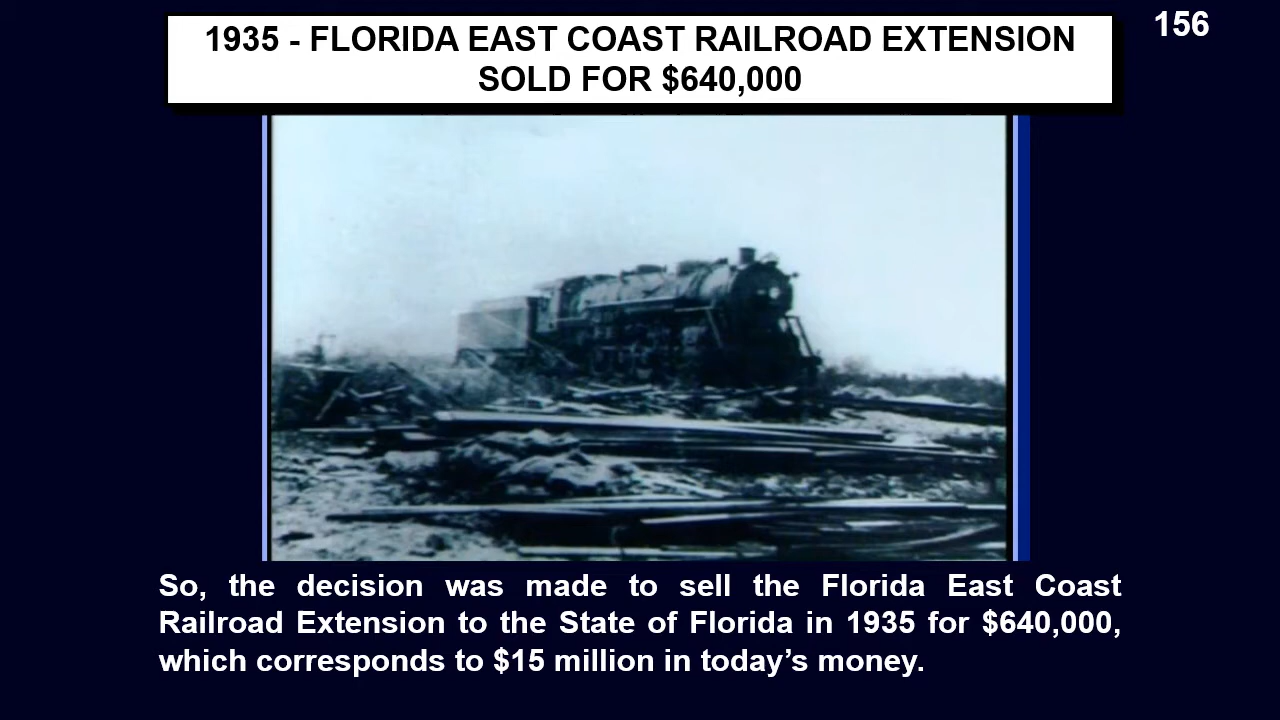 1935 - FLORIDA EAST COAST RAILROAD EXTENSION
SOLD FOR $640,000
156
So, the decision was made to sell the Florida East Coast
Railroad Extension to the State of Florida in 1935 for $640,000,
which corresponds to $15 million in today’s money.